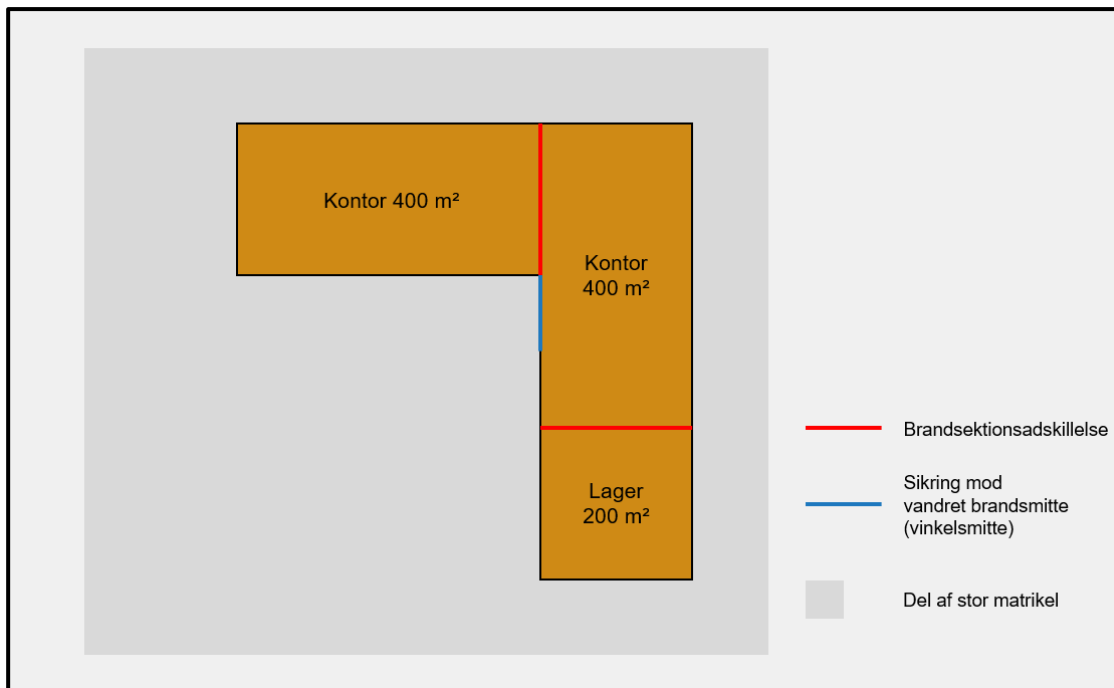 Kontor 400 m²
Kontor
400 m²
Lager
200 m²
Brandsektionsadskillelse
Sikring mod
vandret brandsmitte
(vinkelsmitte)
Del af stor matrikel